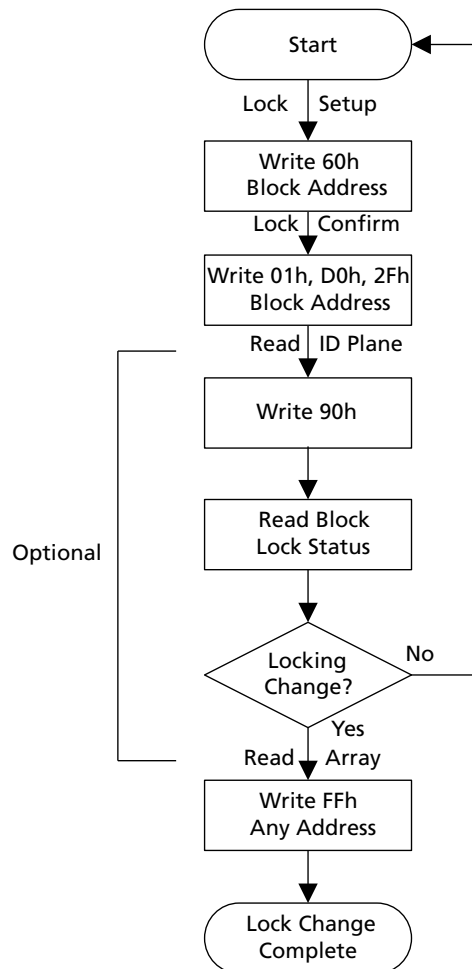 Start
Lock Setup
Write 60h
Block Address
Lock Confirm
Write 01h, D0h, 2Fh
Block Address
Read ID Plane
Write 90h
Read Block
Lock Status
Optional
Locking
Change?
No
Yes
Read Array
Write FFh
Any Address
Lock Change
Complete